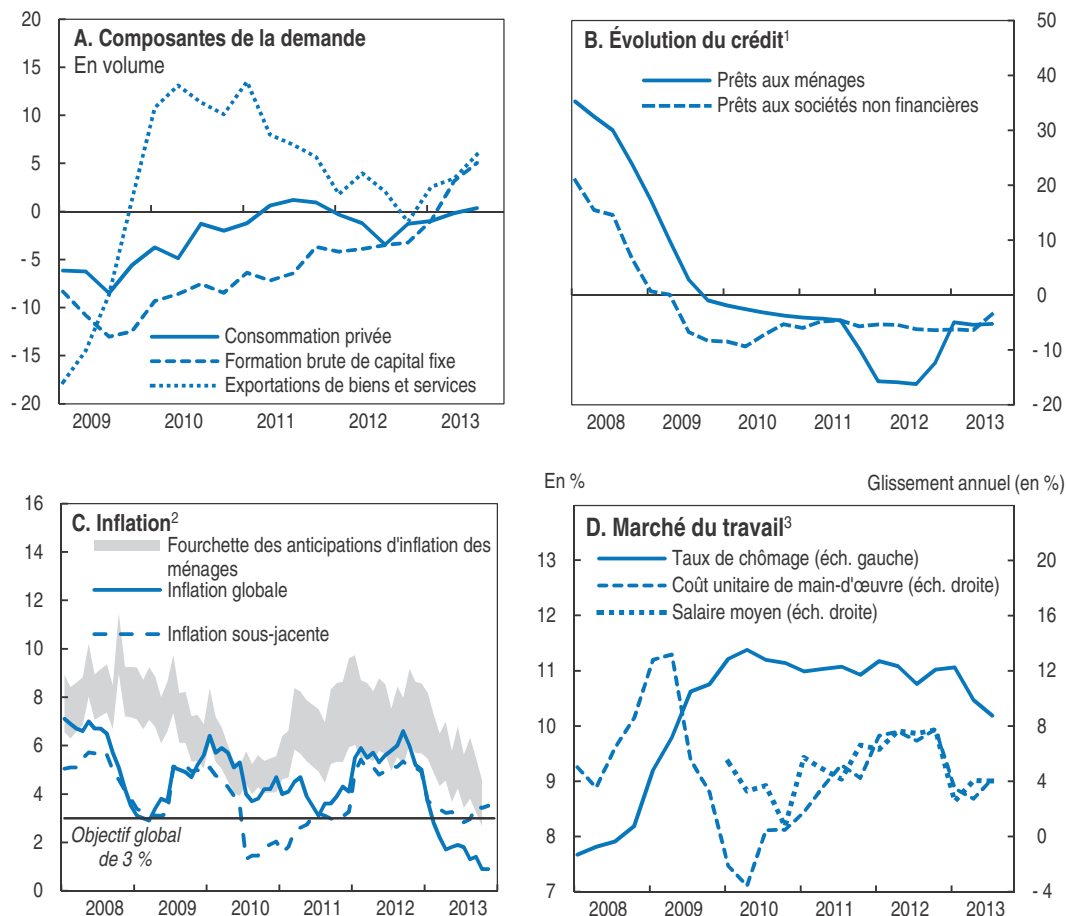 A. Composantes de la demande
En volume
20
15
10
5
0
- 5
- 10
- 15
- 20
Consommation privée
Formation brute de capital fixe
Exportations de biens et services
2009 2010 2011 2012 2013
B. Évolution du crédit¹
Prêts aux ménages
Prêts aux sociétés non financières
50
40
30
20
10
0
- 10
- 20
2008 2009 2010 2011 2012 2013
C. Inflation²
Fourchette des anticipations d'inflation des
ménages
Inflation globale
Inflation sous-jacente
16
14
12
10
8
6
4
2
0
Objectif global
de 3 %
2008 2009 2010 2011 2012 2013
En %
Glissement annuel (en %)
D. Marché du travail³
Taux de chômage (éch. gauche)
Coût unitaire de main-d'œuvre (éch. droite)
Salaire moyen (éch. droite)
13
12
11
10
9
8
7
20
16
12
8
4
0
- 4
2008 2009 2010 2011 2012 2013